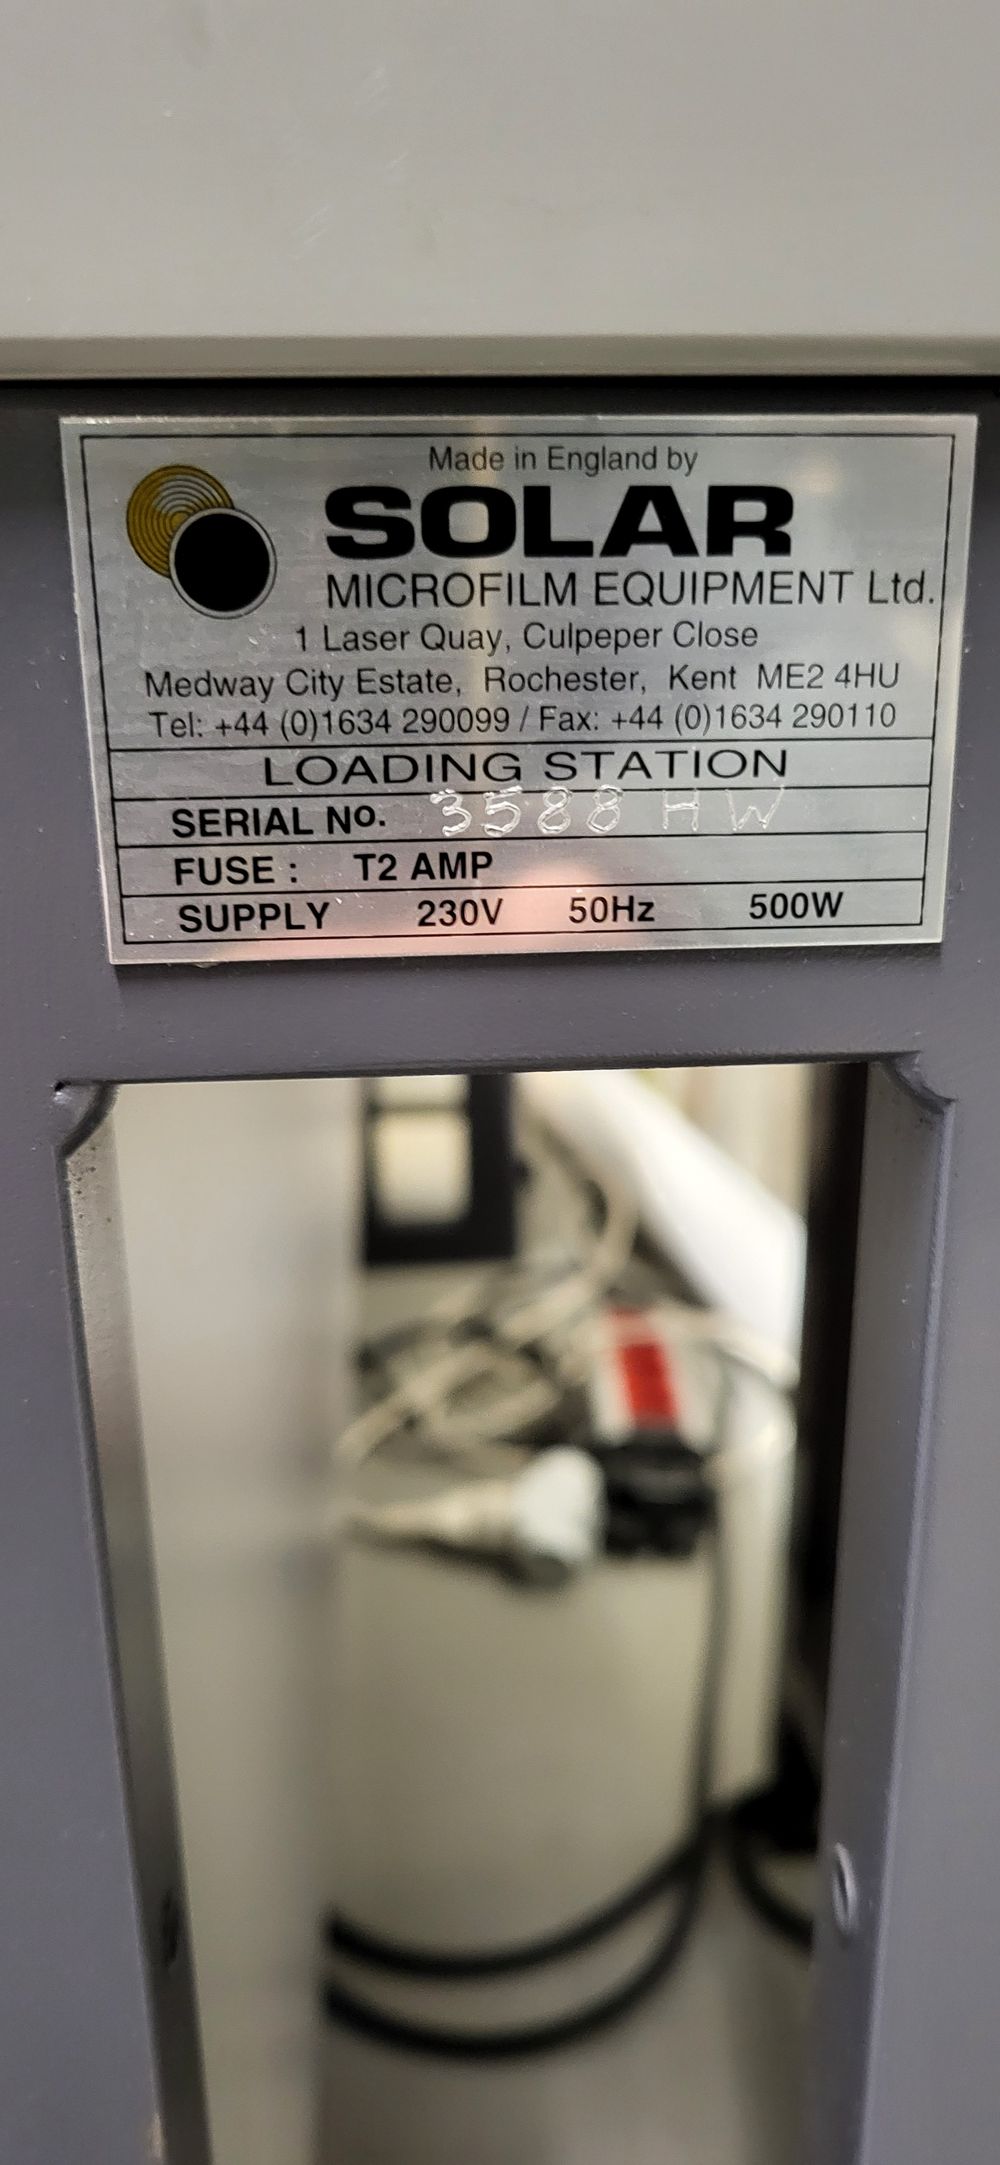 Made in England by
SOLAR
MICROFILM EQUIPMENT Ltd.
1 Laser Quay, Culpeper Close
Medway City Estate, Rochester, Kent ME2 4HU
Tel: +44 (0)1634 290099 / Fax: +44 (0)1634 290110
LOADING STATION
SERIAL No. 3588 HW
FUSE : T2 AMP
SUPPLY 230V 50Hz 500W